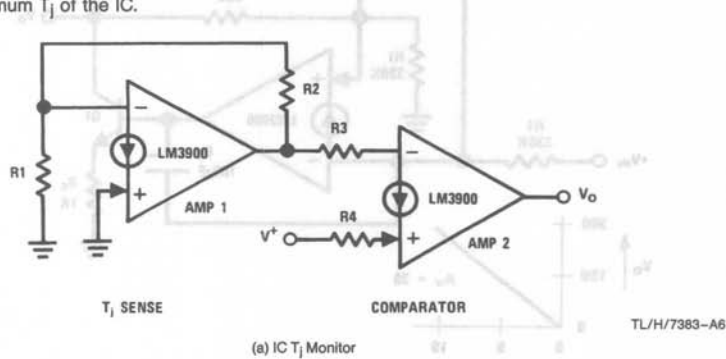 mum Tj of the IC.
R2
R3
R1
LM3900
AMP 1
R4
V+
LM3900
AMP 2
Vo
Tj SENSE
COMPARATOR
TL/H/7383-A6
(a) IC Tj Monitor